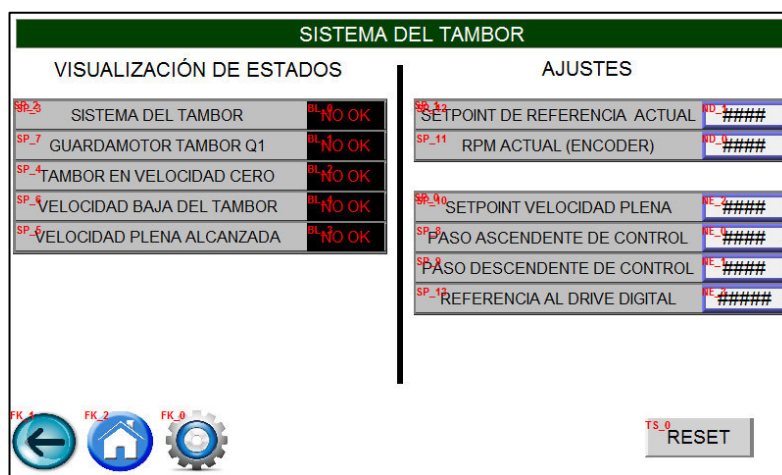 SISTEMA DEL TAMBOR
VISUALIZACIÓN DE ESTADOS
SP_3 SISTEMA DEL TAMBOR BL_0 NO OK
SP_7 GUARDAMOTOR TAMBOR Q1 BL_1 NO OK
SP_4 TAMBOR EN VELOCIDAD CERO BL_2 NO OK
SP_6 VELOCIDAD BAJA DEL TAMBOR BL_4 NO OK
SP_5 VELOCIDAD PLENA ALCANZADA BL_3 NO OK
AJUSTES
SP_12 SETPOINT DE REFERENCIA ACTUAL ND_1 ####
SP_11 RPM ACTUAL (ENCODER) ND_0 ####
SP_10 SETPOINT VELOCIDAD PLENA NE_2 ####
SP_8 PASO ASCENDENTE DE CONTROL NE_0 ####
SP_9 PASO DESCENDENTE DE CONTROL NE_1 ####
SP_13 REFERENCIA AL DRIVE DIGITAL #####
FK_1 FK_2 FK_0
TS_0 RESET